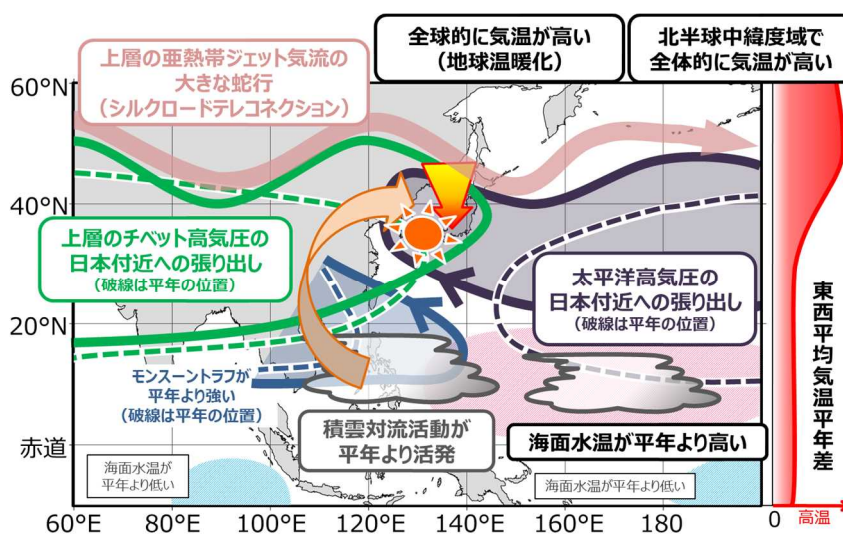 上層の亜熱帯ジェット気流の
大きな蛇行
(シルクロードテレコネクション)
全球的に気温が高い
(地球温暖化)
北半球中緯度域で
全体的に気温が高い
60°N
40°N
上層のチベット高気圧の
日本付近への張り出し
(破線は平年の位置)
太平洋高気圧の
日本付近への張り出し
(破線は平年の位置)
20°N
モンスーントラフが
平年より強い
(破線は平年の位置)
積雲対流活動が
平年より活発
海面水温が平年より高い
赤道
海面水温が
平年より低い
海面水温が平年より低い
60°E
80°E
100°E
120°E
140°E
160°E
180
0
高温
東西平均気温平年差